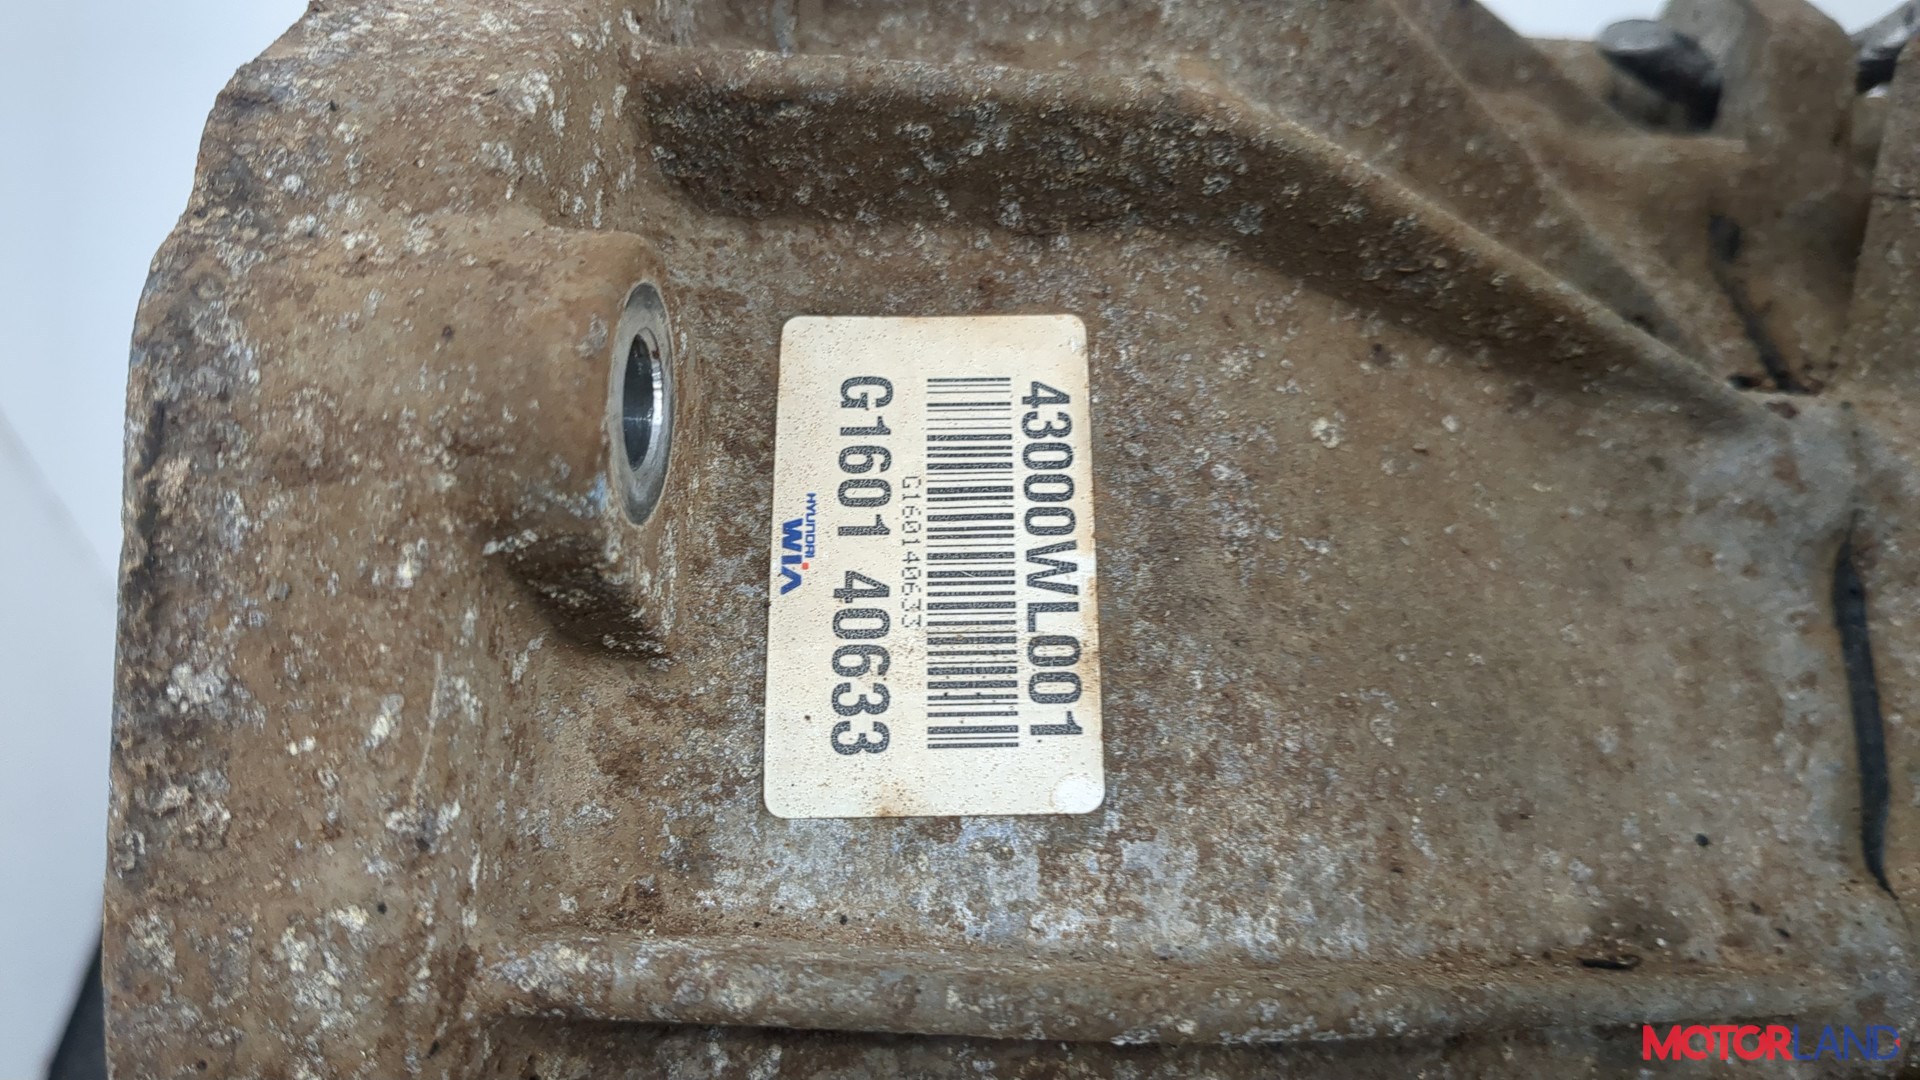 43000WL001
G160140633
G1601 40633
HYUNDAI
WIA
MOTORLAND